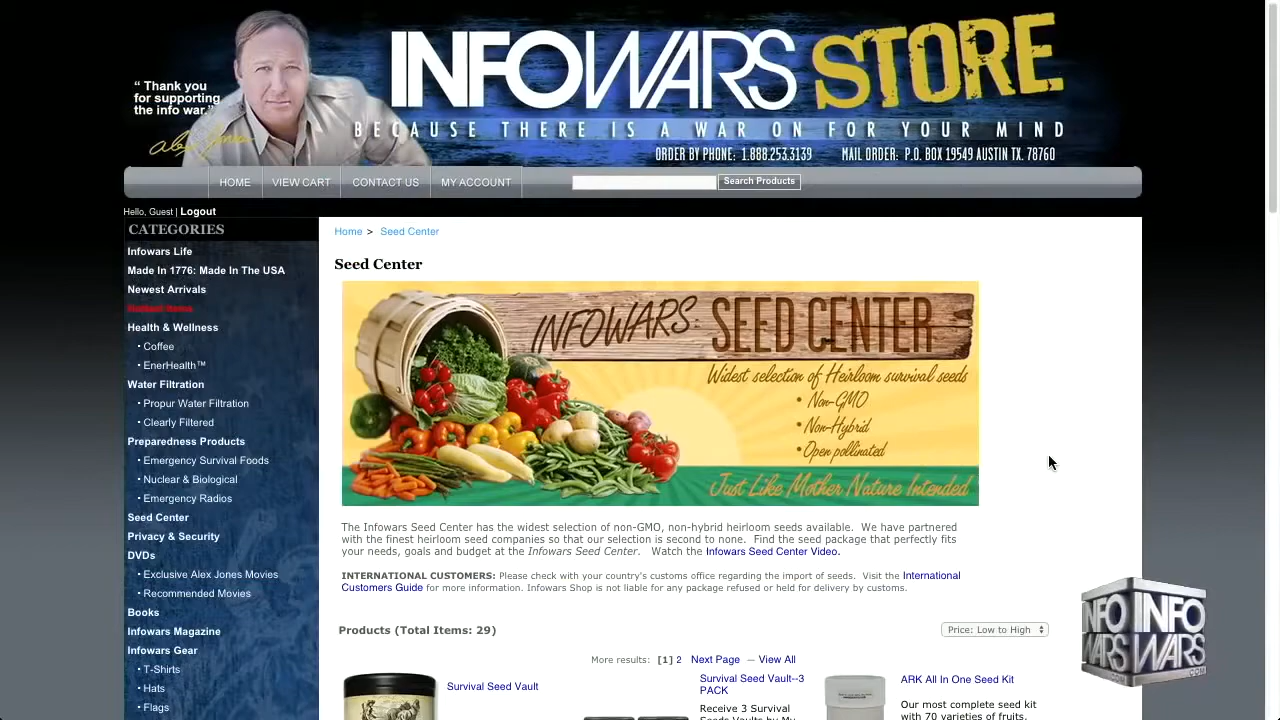 INFOWARS STORE
“ Thank you
for supporting
the info war.”
Alex Jones
BECAUSE THERE IS A WAR ON FOR YOUR MIND
ORDER BY PHONE: 1.888.253.3139 MAIL ORDER: P.O. BOX 19549 AUSTIN TX. 78760
HOME VIEW CART CONTACT US MY ACCOUNT Search Products
Hello, Guest | Logout
CATEGORIES
Infowars Life
Made In 1776: Made In The USA
Newest Arrivals
Health & Wellness
• Coffee
• EnerHealth™
Water Filtration
• Propur Water Filtration
• Clearly Filtered
Preparedness Products
• Emergency Survival Foods
• Nuclear & Biological
• Emergency Radios
Seed Center
Privacy & Security
DVDs
• Exclusive Alex Jones Movies
• Recommended Movies
Books
Infowars Magazine
Infowars Gear
• T-Shirts
• Hats
• Flags
Home > Seed Center
Seed Center
INFOWARS SEED CENTER
Widest selection of Heirloom survival seeds
• Non-GMO
• Non-Hybrid
• Open pollinated
Just Like Mother Nature Intended
The Infowars Seed Center has the widest selection of non-GMO, non-hybrid heirloom seeds available. We have partnered
with the finest heirloom seed companies so that our selection is second to none. Find the seed package that perfectly fits
your needs, goals and budget at the Infowars Seed Center. Watch the Infowars Seed Center Video.
INTERNATIONAL CUSTOMERS: Please check with your country's customs office regarding the import of seeds. Visit the International
Customers Guide for more information. Infowars Shop is not liable for any package refused or held for delivery by customs.
Products (Total Items: 29)
Price: Low to High
More results: [1] 2 Next Page — View All
Survival Seed Vault
Survival Seed Vault--3
PACK
Receive 3 Survival
Seeds Vaults by My
ARK All In One Seed Kit
Our most complete seed kit
with 70 varieties of fruits,
INFO WARS
INFO WARS
.COM